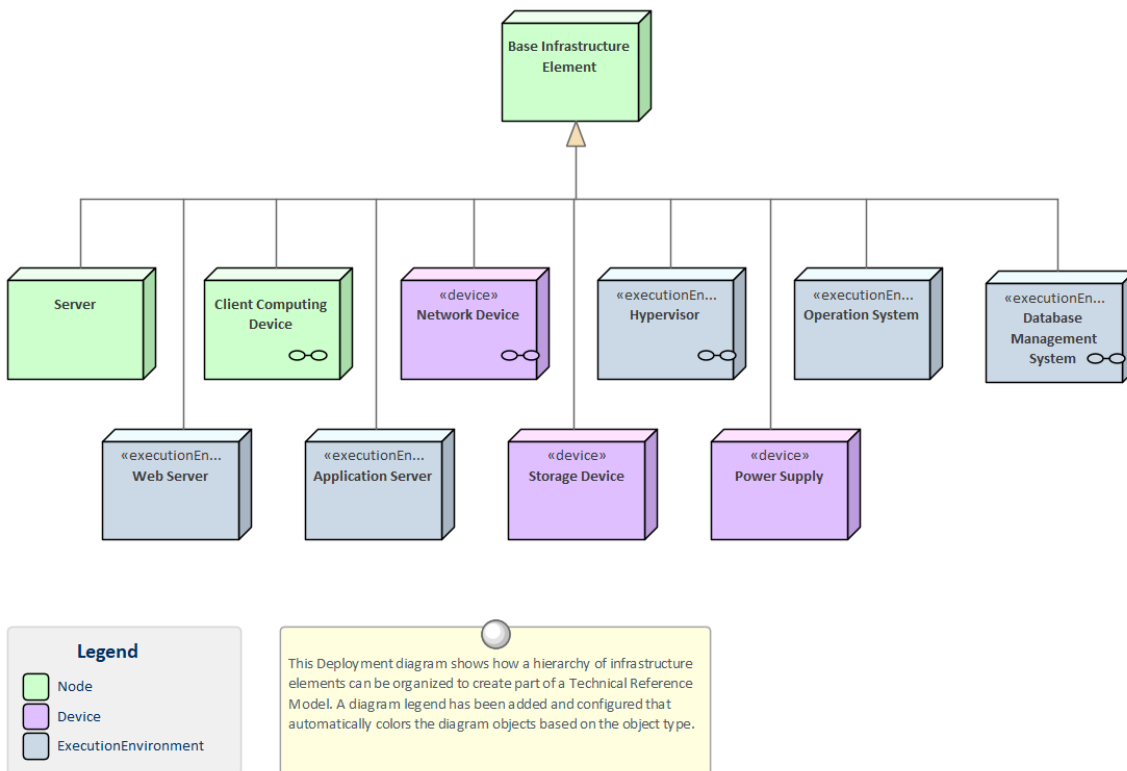 Base Infrastructure
Element
Server
Client Computing
Device
«device»
Network Device
«executionEn...
Hypervisor
«executionEn...
Operation System
«executionEn...
Database
Management
System
«executionEn...
Web Server
«executionEn...
Application Server
«device»
Storage Device
«device»
Power Supply
Legend
Node
Device
ExecutionEnvironment
This Deployment diagram shows how a hierarchy of infrastructure
elements can be organized to create part of a Technical Reference
Model. A diagram legend has been added and configured that
automatically colors the diagram objects based on the object type.